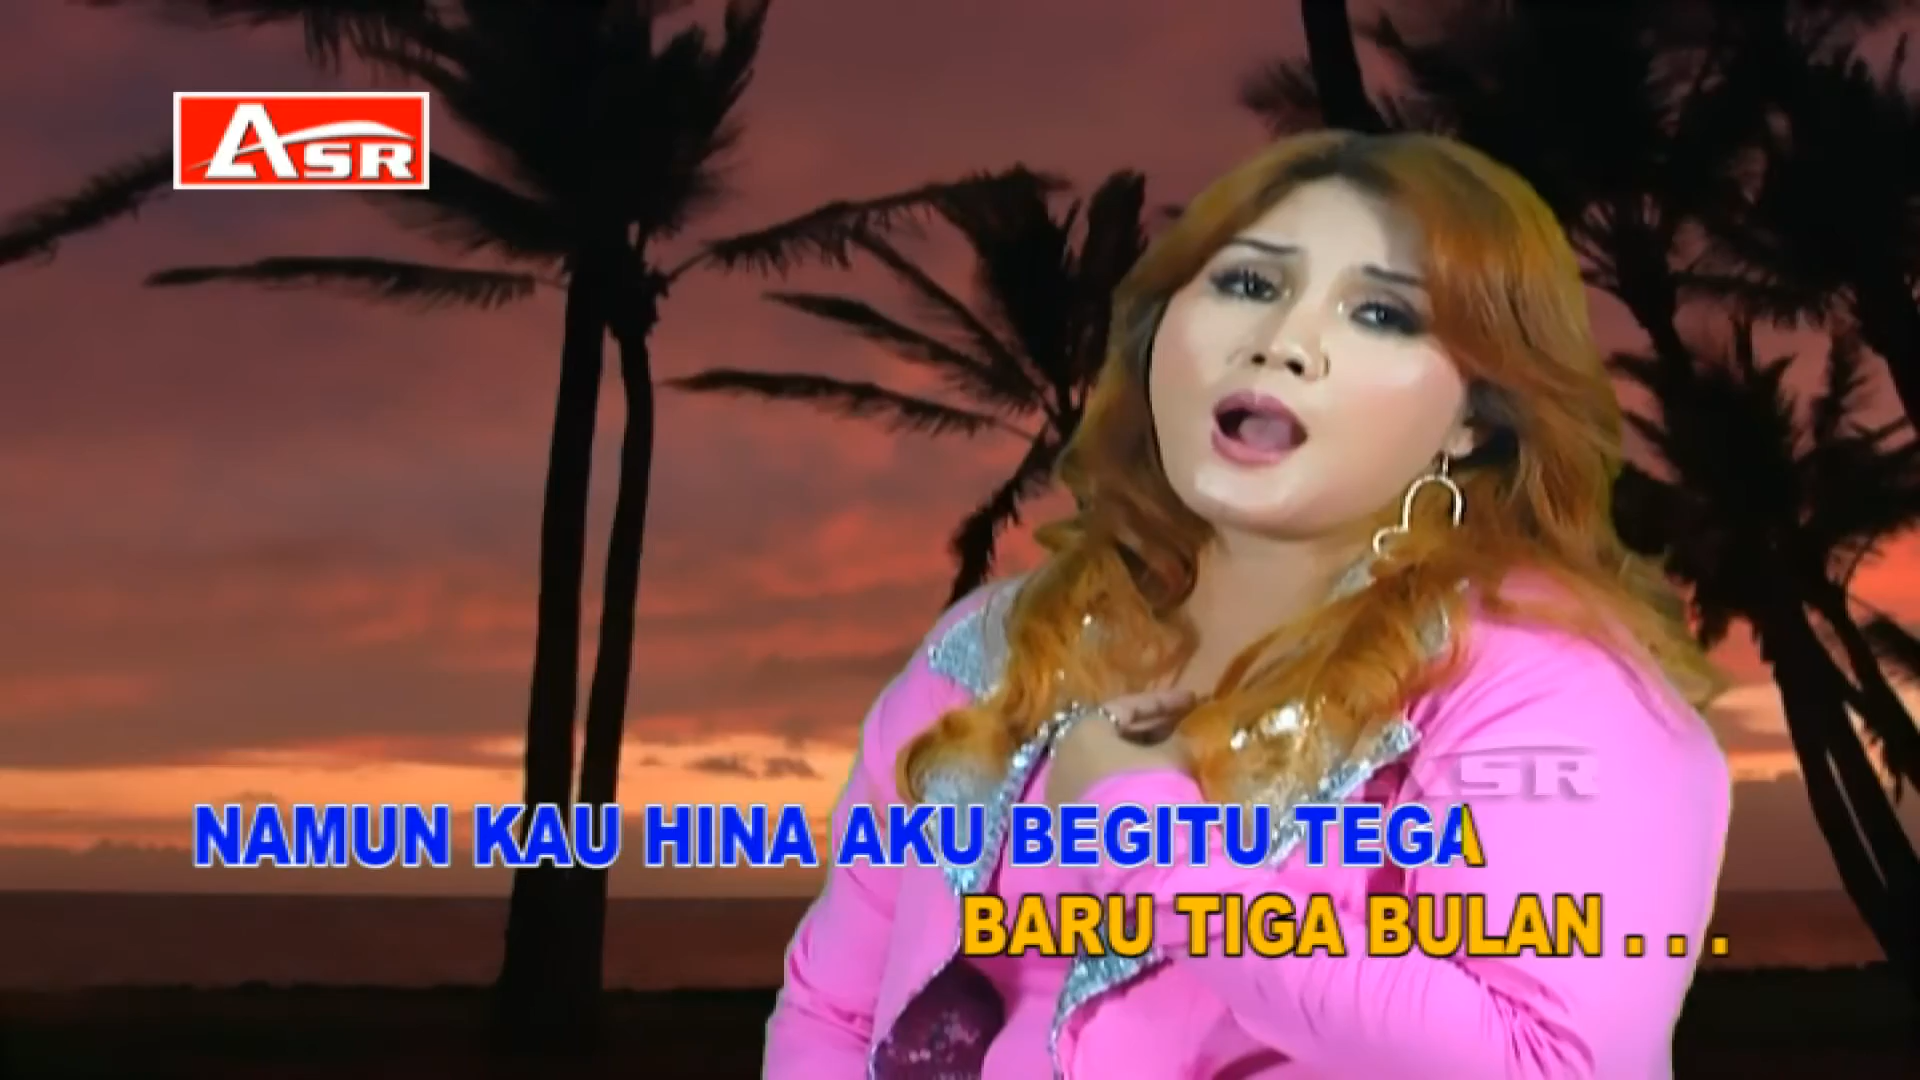 ASR
ASR
NAMUN KAU HINA AKU BEGITU TEGA
BARU TIGA BULAN . . .